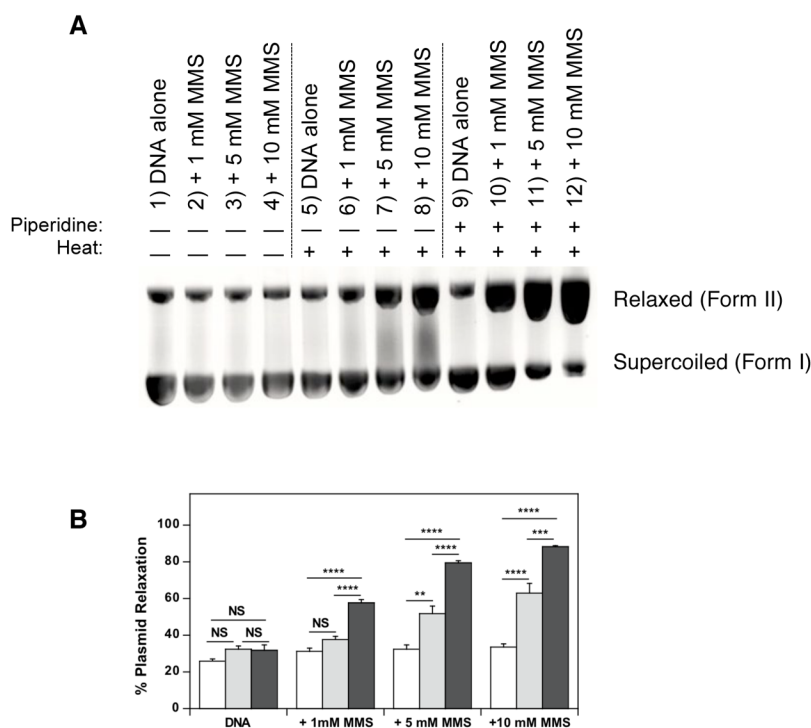 A
1) DNA alone
2) + 1 mM MMS
3) + 5 mM MMS
4) + 10 mM MMS
5) DNA alone
6) + 1 mM MMS
7) + 5 mM MMS
8) + 10 mM MMS
9) DNA alone
10) + 1 mM MMS
11) + 5 mM MMS
12) + 10 mM MMS
Piperidine: — — — — — — — — + + + +
Heat: — — — — + + + + + + + +
Relaxed (Form II)
Supercoiled (Form I)
B
% Plasmid Relaxation
100
80
60
40
20
0
NS
NS NS
****
NS ****
****
** ****
****
**** ***
DNA + 1mM MMS + 5 mM MMS +10 mM MMS